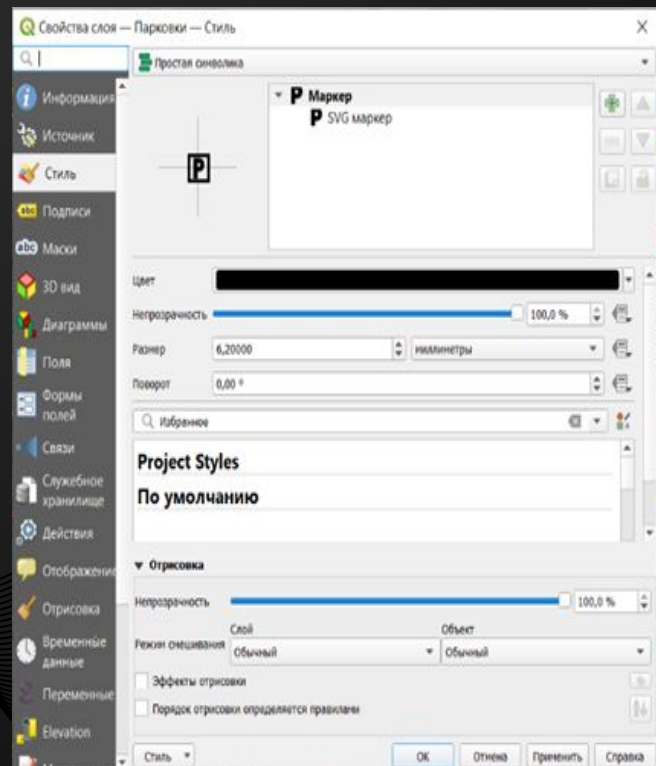 Свойства слоя — Парковки — Стиль
Простая символика
Информация
Источник
Стиль
Подписи
Маски
3D вид
Диаграммы
Поля
Формы
полей
Связи
Служебное
хранилище
Действия
Отображение
Отрисовка
Временные
данные
Переменные
Elevation
P
P Маркер
P SVG маркер
Цвет
Непрозрачность 100,0 %
Размер 6,20000 миллиметры
Поворот 0,00 °
Избранное
Project Styles
По умолчанию
Отрисовка
Непрозрачность 100,0 %
Слой Объект
Режим смешивания Обычный Обычный
Эффекты отрисовки
Порядок отрисовки определяется правилами
Стиль OK Отмена Применить Справка